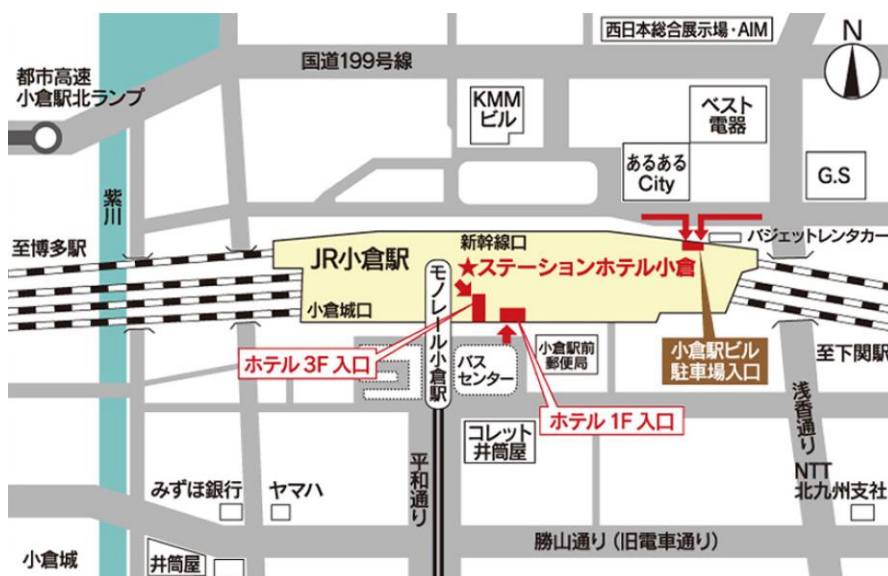 西日本総合展示場・AIM
N
国道199号線
都市高速
小倉駅北ランプ
KMM
ビル
ベスト
電器
あるある
City
G.S
紫川
至博多駅
新幹線口
バジェットレンタカー
JR小倉駅
★ステーションホテル小倉
小倉城口
モノレール小倉駅
ホテル 3F 入口
バス
センター
小倉駅前
郵便局
小倉駅ビル
駐車場入口
至下関駅
ホテル 1F 入口
浅香通り
コレット
井筒屋
平和通り
みずほ銀行
ヤマハ
NTT
北九州支社
勝山通り(旧電車通り)
小倉城
井筒屋